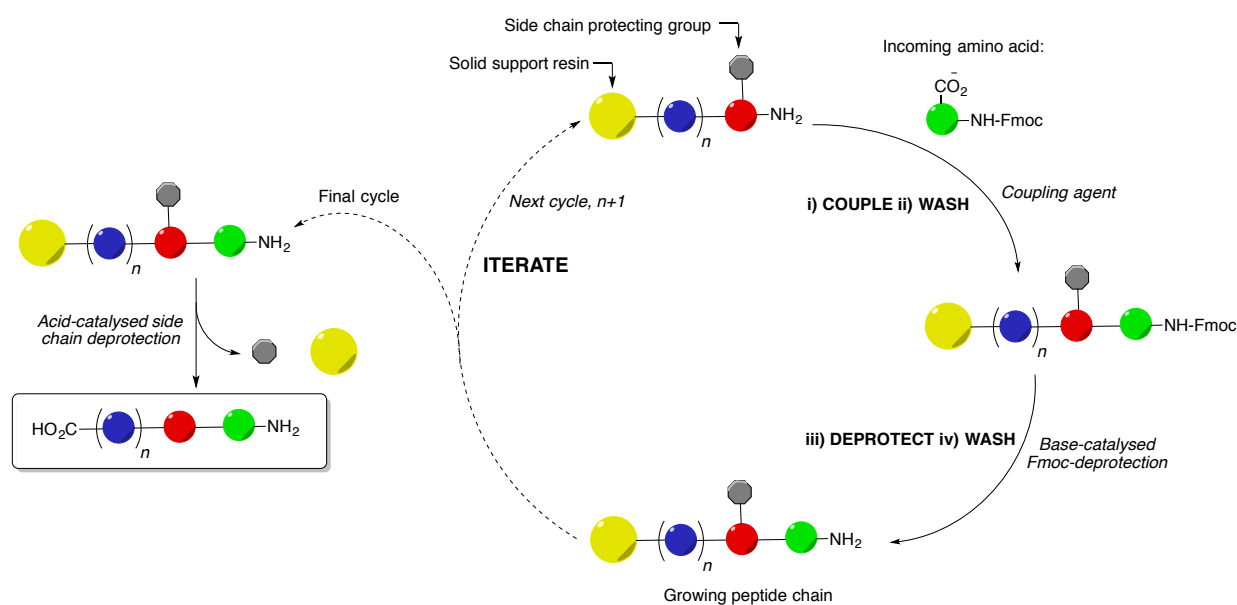 Side chain protecting group
Solid support resin
Incoming amino acid:
CO2-
NH-Fmoc
NH2
n
i) COUPLE ii) WASH
Coupling agent
Final cycle
Next cycle, n+1
ITERATE
NH2
n
Acid-catalysed side
chain deprotection
NH-Fmoc
n
HO2C
NH2
n
iii) DEPROTECT iv) WASH
Base-catalysed
Fmoc-deprotection
NH2
n
Growing peptide chain